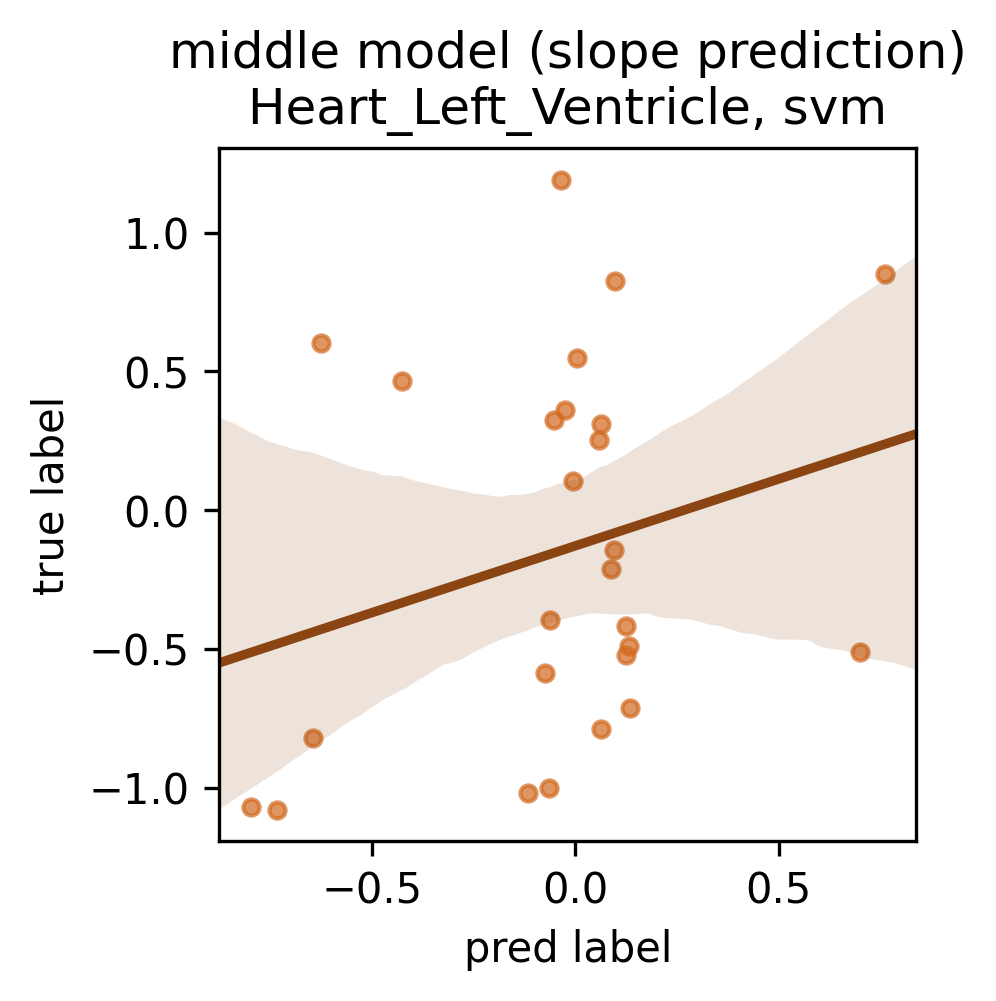 middle model (slope prediction)
Heart_Left_Ventricle, svm
1.0
0.5
0.0
−0.5
−1.0
true label
−0.5
0.0
0.5
pred label